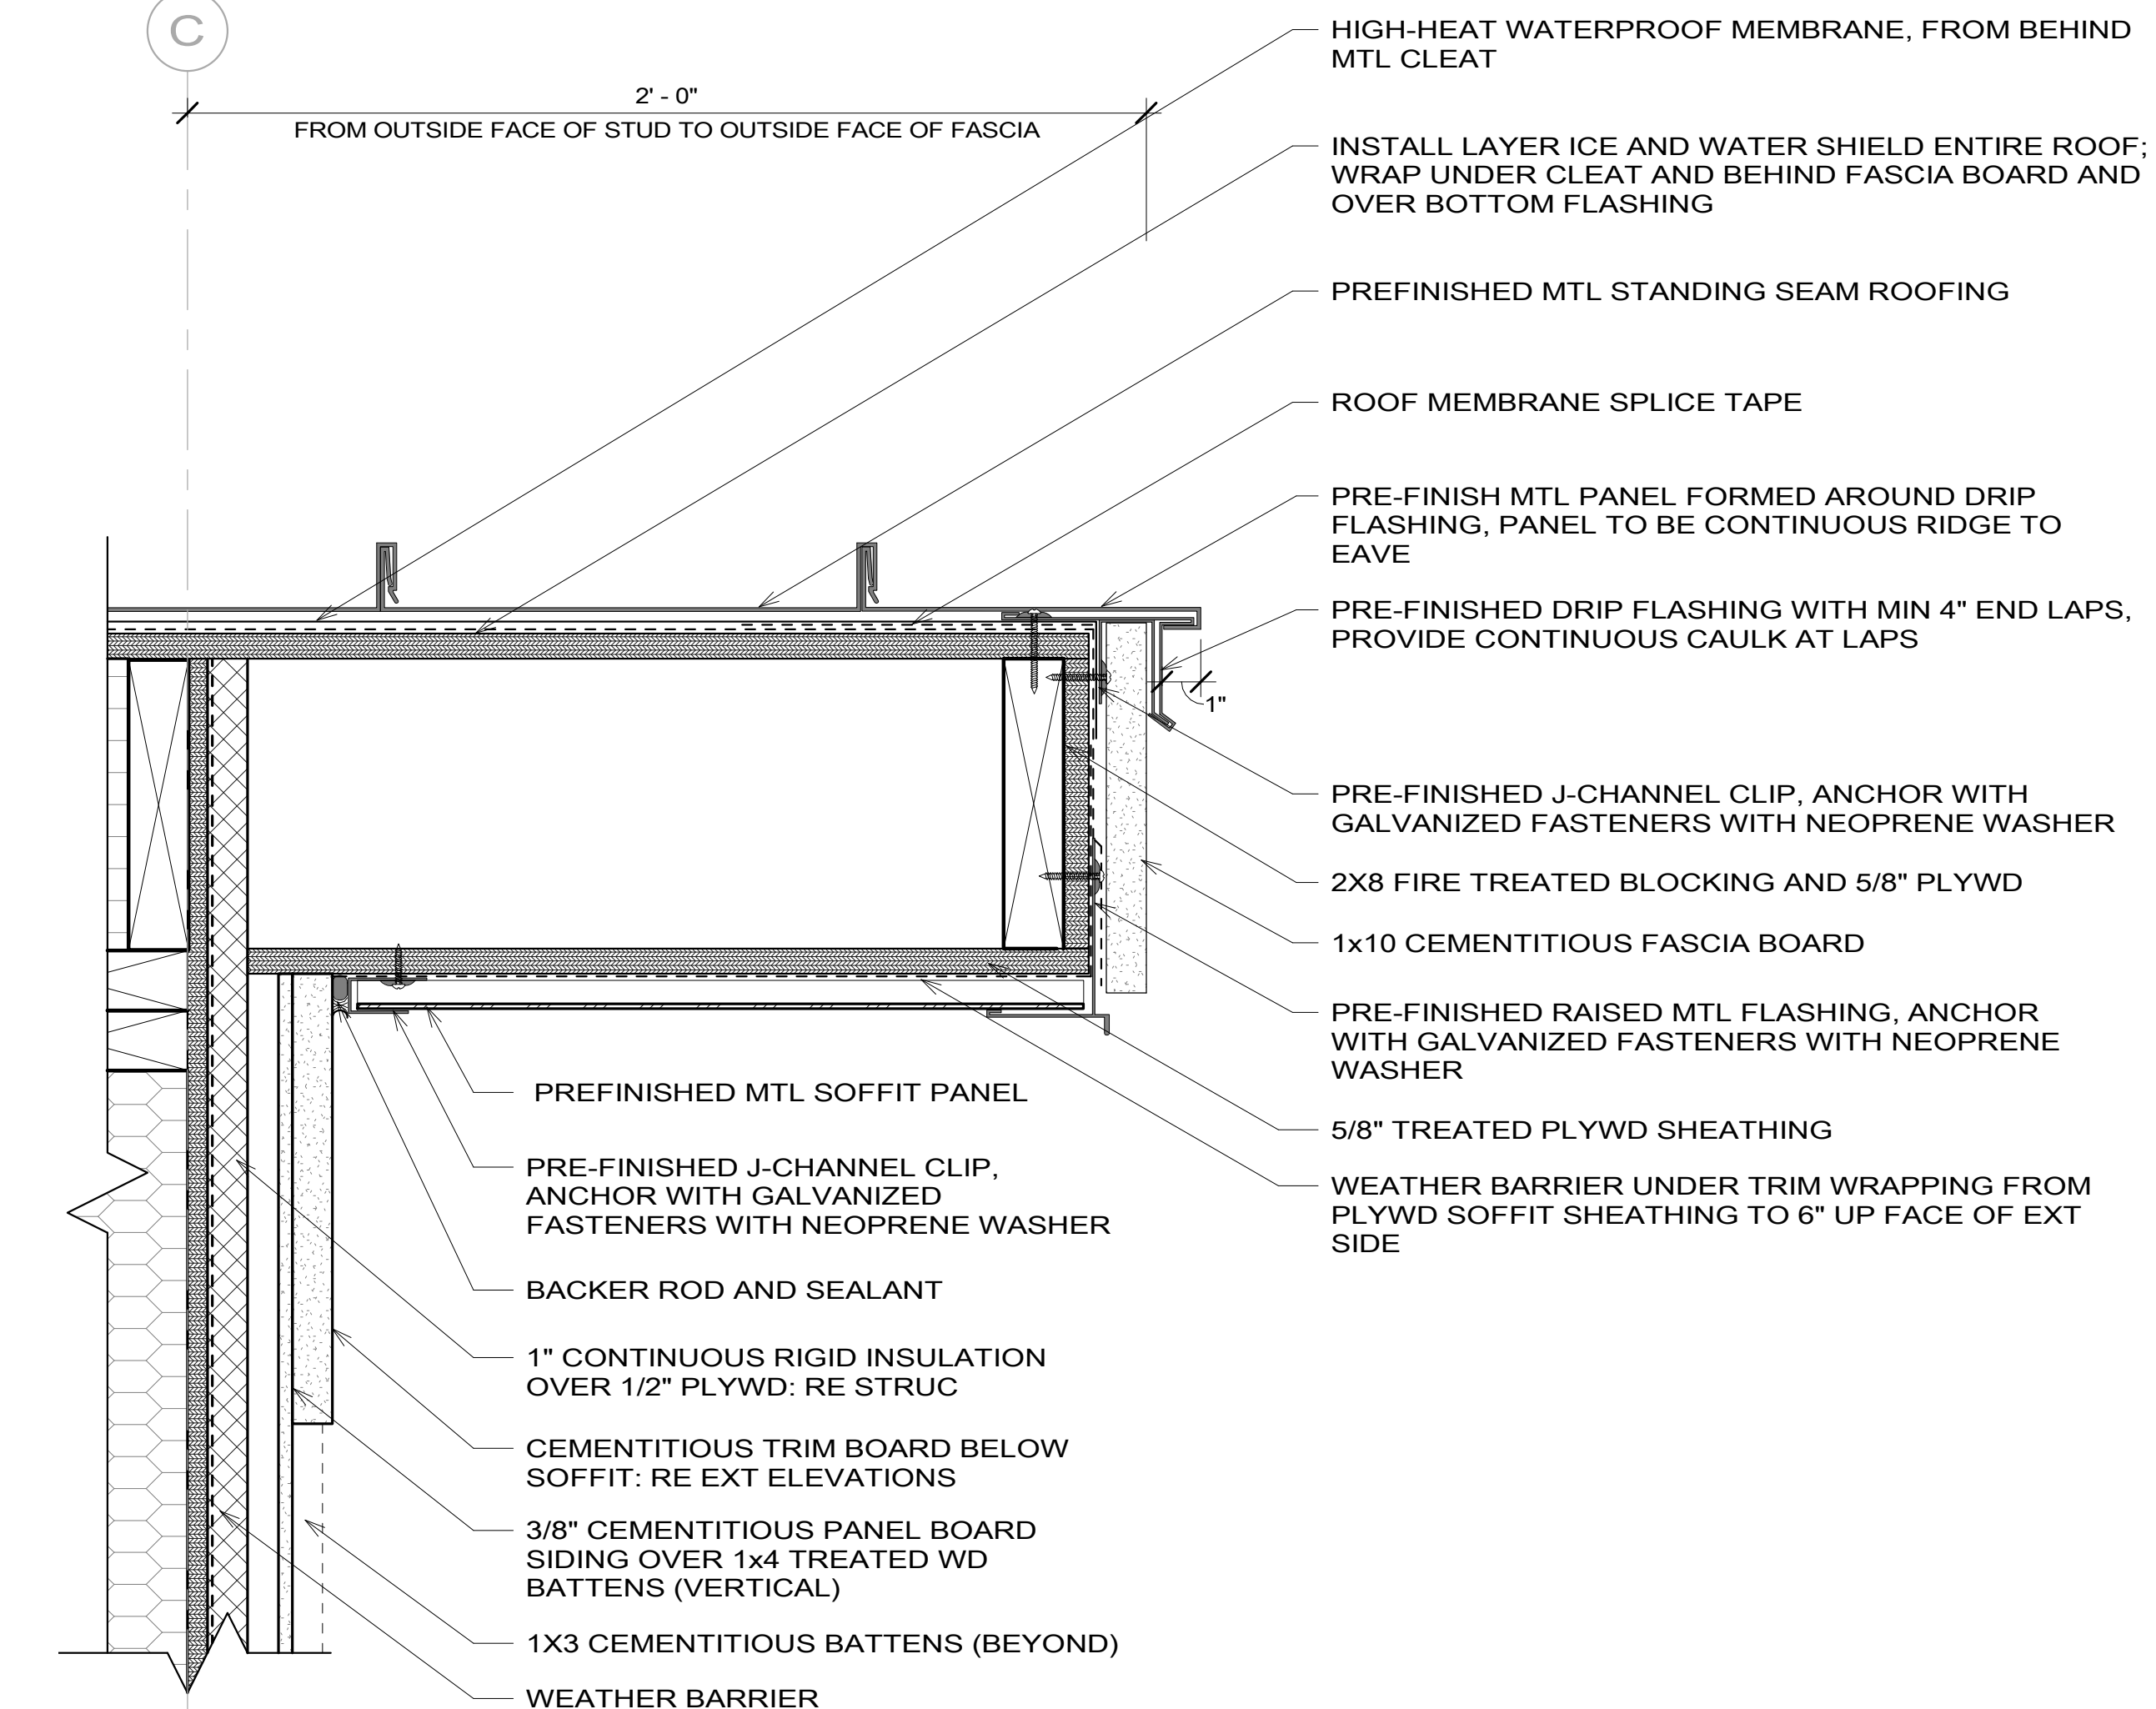 C
2' - 0"
FROM OUTSIDE FACE OF STUD TO OUTSIDE FACE OF FASCIA
HIGH-HEAT WATERPROOF MEMBRANE, FROM BEHIND
MTL CLEAT
INSTALL LAYER ICE AND WATER SHIELD ENTIRE ROOF;
WRAP UNDER CLEAT AND BEHIND FASCIA BOARD AND
OVER BOTTOM FLASHING
PREFINISHED MTL STANDING SEAM ROOFING
ROOF MEMBRANE SPLICE TAPE
PRE-FINISH MTL PANEL FORMED AROUND DRIP
FLASHING, PANEL TO BE CONTINUOUS RIDGE TO
EAVE
PRE-FINISHED DRIP FLASHING WITH MIN 4" END LAPS,
PROVIDE CONTINUOUS CAULK AT LAPS
1"
PRE-FINISHED J-CHANNEL CLIP, ANCHOR WITH
GALVANIZED FASTENERS WITH NEOPRENE WASHER
2X8 FIRE TREATED BLOCKING AND 5/8" PLYWD
1x10 CEMENTITIOUS FASCIA BOARD
PRE-FINISHED RAISED MTL FLASHING, ANCHOR
WITH GALVANIZED FASTENERS WITH NEOPRENE
WASHER
5/8" TREATED PLYWD SHEATHING
WEATHER BARRIER UNDER TRIM WRAPPING FROM
PLYWD SOFFIT SHEATHING TO 6" UP FACE OF EXT
SIDE
PREFINISHED MTL SOFFIT PANEL
PRE-FINISHED J-CHANNEL CLIP,
ANCHOR WITH GALVANIZED
FASTENERS WITH NEOPRENE WASHER
BACKER ROD AND SEALANT
1" CONTINUOUS RIGID INSULATION
OVER 1/2" PLYWD: RE STRUC
CEMENTITIOUS TRIM BOARD BELOW
SOFFIT: RE EXT ELEVATIONS
3/8" CEMENTITIOUS PANEL BOARD
SIDING OVER 1x4 TREATED WD
BATTENS (VERTICAL)
1X3 CEMENTITIOUS BATTENS (BEYOND)
WEATHER BARRIER